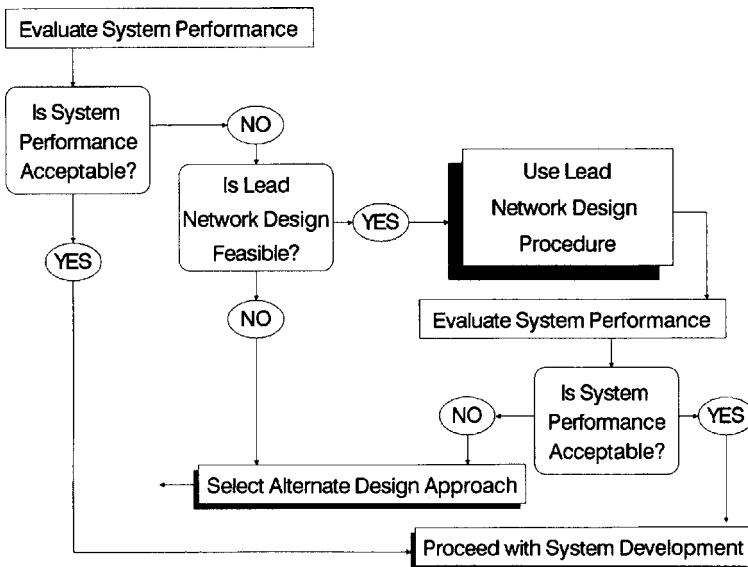 Evaluate System Performance
Is System
Performance
Acceptable?
NO
Is Lead
Network Design
Feasible?
YES
Use Lead
Network Design
Procedure
YES
NO
Evaluate System Performance
Is System
Performance
Acceptable?
NO
YES
Select Alternate Design Approach
Proceed with System Development